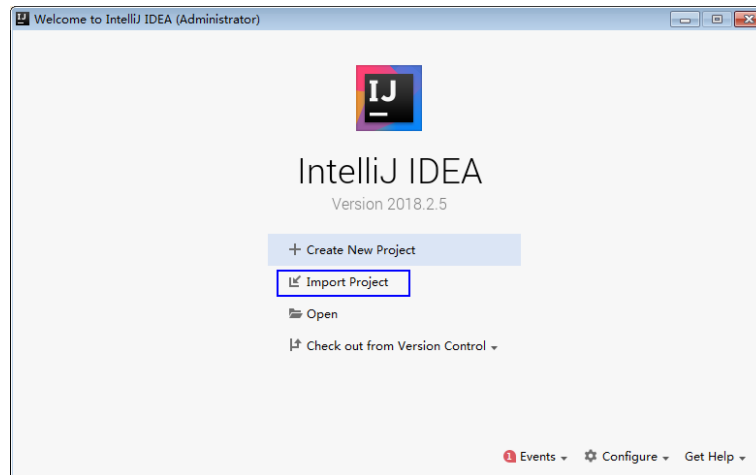 Welcome to IntelliJ IDEA (Administrator)
IJ
IntelliJ IDEA
Version 2018.2.5
Create New Project
Import Project
Open
Check out from Version Control
1 Events Configure Get Help